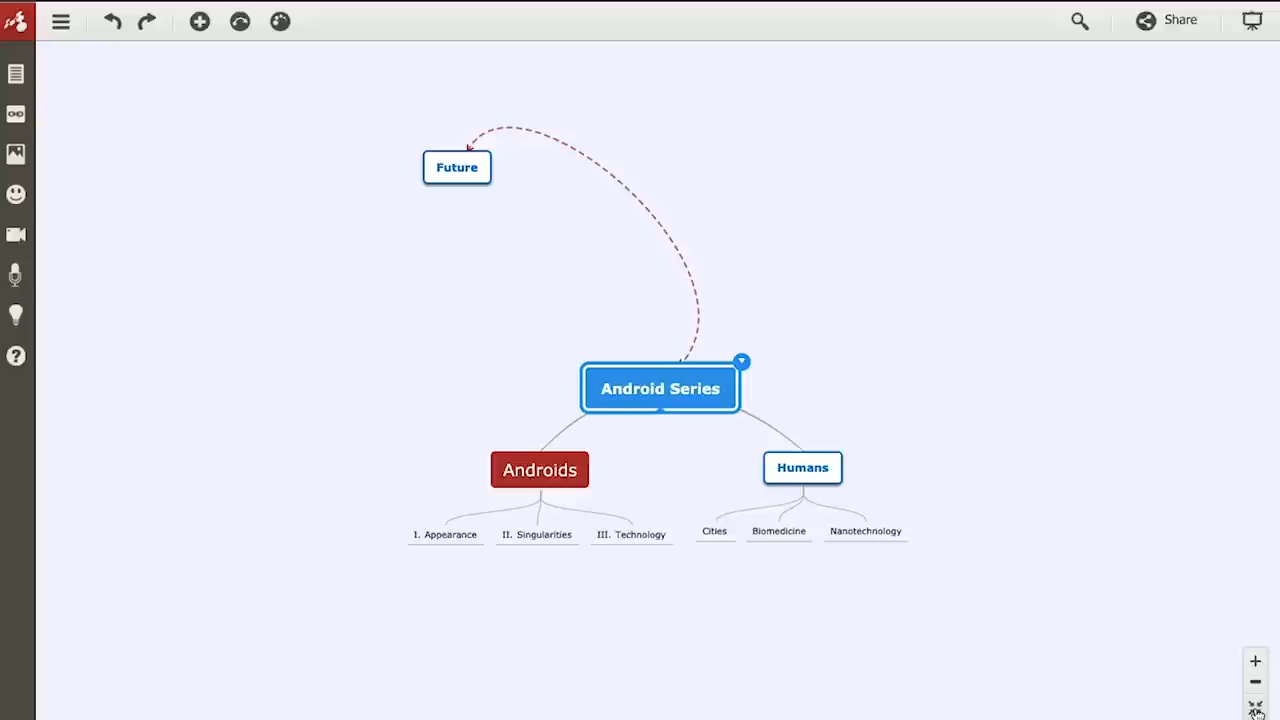 Share
Future
Android Series
Androids
Humans
I. Appearance
II. Singularities
III. Technology
Cities
Biomedicine
Nanotechnology